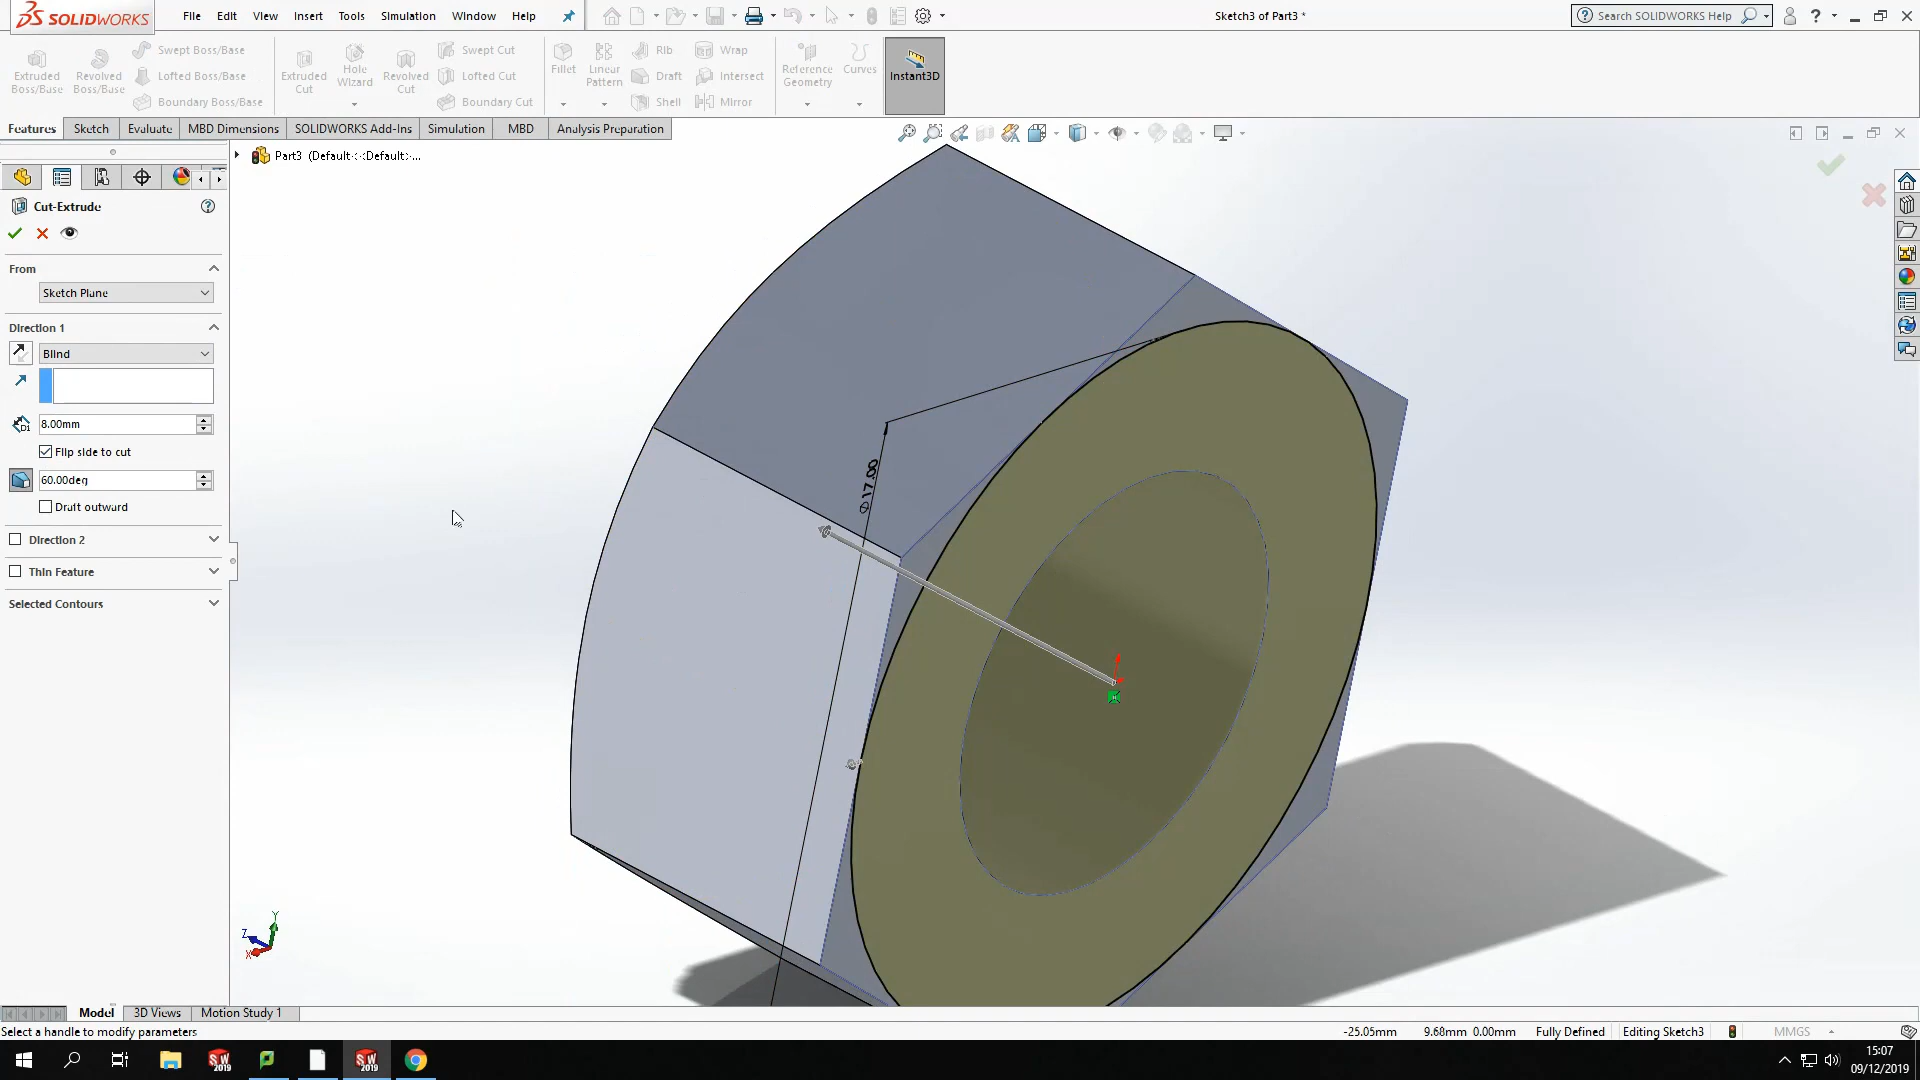 SOLIDWORKS
File Edit View Insert Tools Simulation Window Help
Sketch3 of Part3 *
Search SOLIDWORKS Help
Extruded Boss/Base
Revolved Boss/Base
Swept Boss/Base
Lofted Boss/Base
Boundary Boss/Base
Extruded Cut
Hole Wizard
Revolved Cut
Swept Cut
Lofted Cut
Boundary Cut
Fillet
Linear Pattern
Rib
Draft
Shell
Wrap
Intersect
Mirror
Reference Geometry
Curves
Instant3D
Features Sketch Evaluate MBD Dimensions SOLIDWORKS Add-Ins Simulation MBD Analysis Preparation
Part3 (Default<<Default>...
Cut-Extrude
From
Sketch Plane
Direction 1
Blind
D1
8.00mm
Flip side to cut
60.00deg
Draft outward
Direction 2
Thin Feature
Selected Contours
⌀17.00
Y
Z
X
Model 3D Views Motion Study 1
Select a handle to modify parameters
-25.05mm 9.68mm 0.00mm Fully Defined Editing Sketch3 MMGS
SW 2019
SW 2019
15:07
09/12/2019